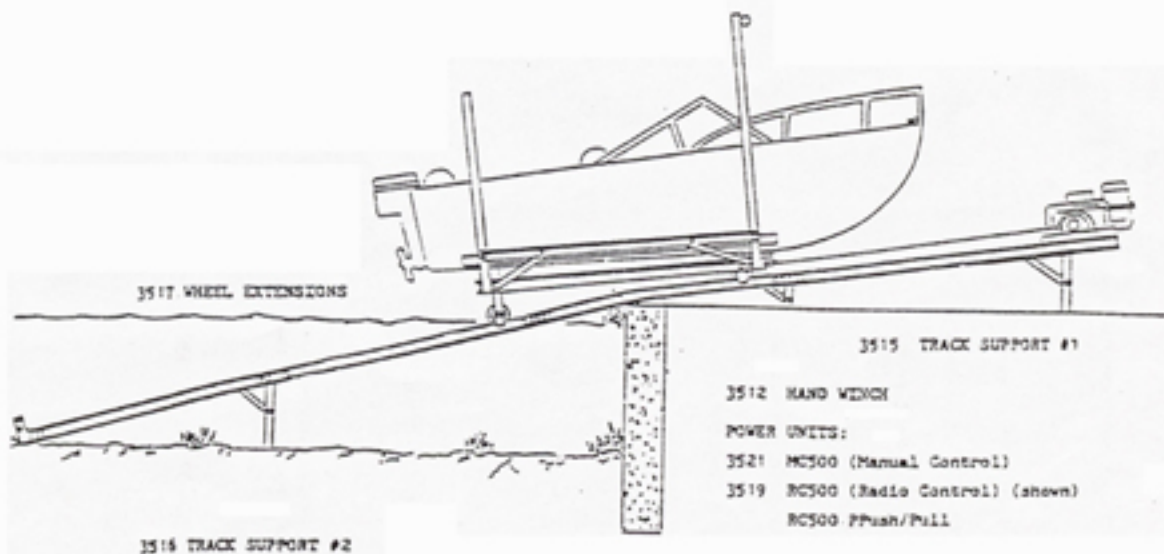 3517 WHEEL EXTENSIONS
3515 TRACK SUPPORT #1
3512 HAND WINCH
POWER UNITS:
3521 MC500 (Manual Control)
3519 RC500 (Radio Control) (shown)
RC500 PPush/Pull
3516 TRACK SUPPORT #2